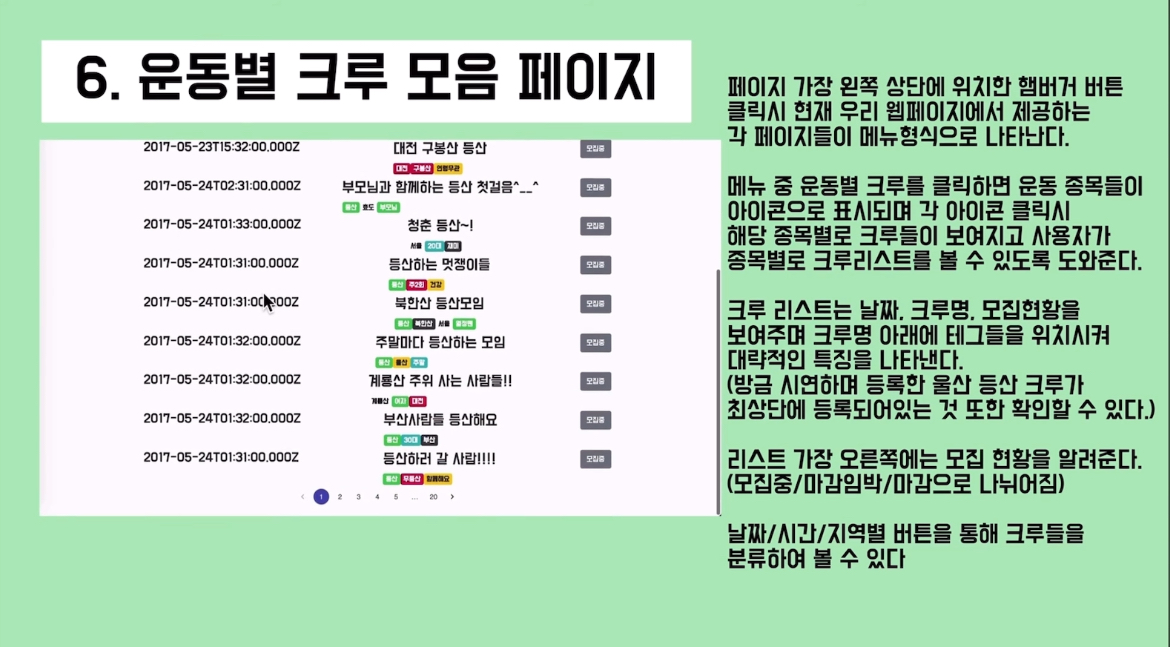 6. 운동별 크루 모음 페이지
2017-05-23T15:32:00.000Z 대전 구봉산 등산 모집중
대전 구봉산 연령무관
2017-05-24T02:31:00.000Z 부모님과 함께하는 등산 첫걸음^__^ 모집중
등산 효도 부모님
2017-05-24T01:33:00.000Z 청춘 등산~! 모집중
서울 20대 재미
2017-05-24T01:31:00.000Z 등산하는 멋쟁이들 모집중
등산 주2회 건강
2017-05-24T01:31:00.000Z 북한산 등산모임 모집중
등산 북한산 서울
2017-05-24T01:32:00.000Z 주말마다 등산하는 모임 모집중
등산 울산 주말
2017-05-24T01:32:00.000Z 계룡산 주위 사는 사람들!! 모집중
계룡산 여자 대전
2017-05-24T01:32:00.000Z 부산사람들 등산해요 모집중
등산 30대 부산
2017-05-24T01:31:00.000Z 등산하러 갈 사람!!!! 모집중
등산 무등산 함께해요
‹ 1 2 3 4 5 ... 20 ›
페이지 가장 왼쪽 상단에 위치한 햄버거 버튼
클릭시 현재 우리 웹페이지에서 제공하는
각 페이지들이 메뉴형식으로 나타난다.
메뉴 중 운동별 크루를 클릭하면 운동 종목들이
아이콘으로 표시되며 각 아이콘 클릭시
해당 종목별로 크루들이 보여지고 사용자가
종목별로 크루리스트를 볼 수 있도록 도와준다.
크루 리스트는 날짜, 크루명, 모집현황을
보여주며 크루명 아래에 테그들을 위치시켜
대략적인 특징을 나타낸다.
(방금 시연하며 등록한 울산 등산 크루가
최상단에 등록되어있는 것 또한 확인할 수 있다.)
리스트 가장 오른쪽에는 모집 현황을 알려준다.
(모집중/마감임박/마감으로 나뉘어짐)
날짜/시간/지역별 버튼을 통해 크루들을
분류하여 볼 수 있다